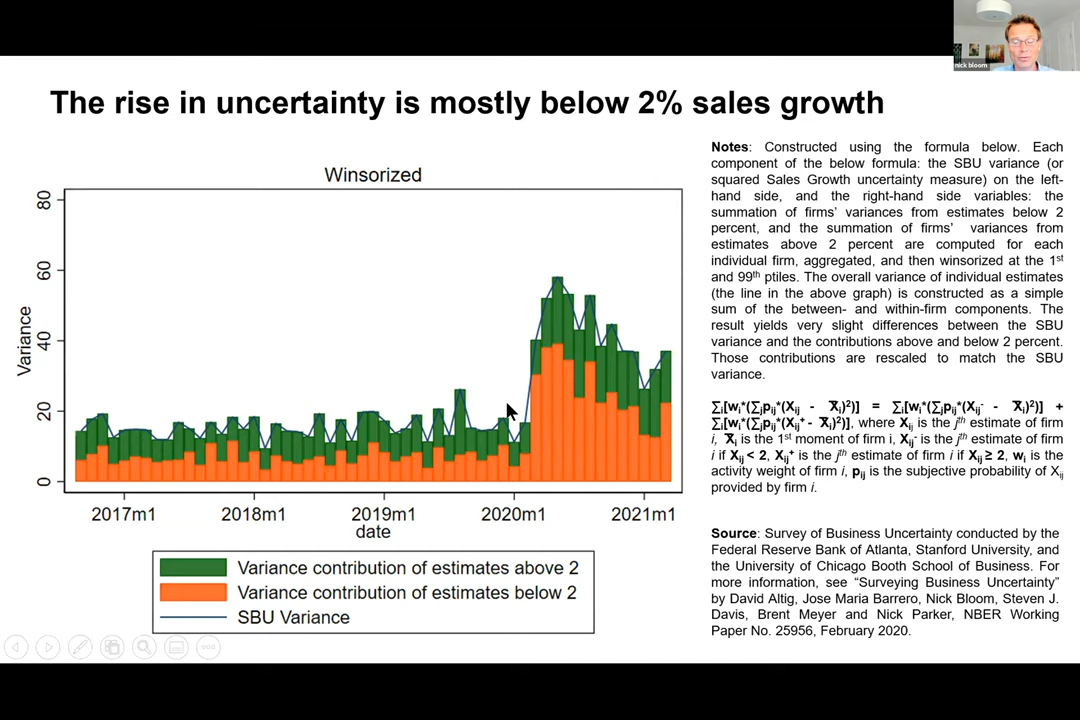 nick bloom
The rise in uncertainty is mostly below 2% sales growth
Winsorized
80
60
40
20
0
Variance
2017m1 2018m1 2019m1 2020m1 2021m1
date
Variance contribution of estimates above 2
Variance contribution of estimates below 2
SBU Variance
Notes: Constructed using the formula below. Each
component of the below formula: the SBU variance (or
squared Sales Growth uncertainty measure) on the left-
hand side, and the right-hand side variables: the
summation of firms' variances from estimates below 2
percent, and the summation of firms' variances from
estimates above 2 percent are computed for each
individual firm, aggregated, and then winsorized at the 1st
and 99th ptiles. The overall variance of individual estimates
(the line in the above graph) is constructed as a simple
sum of the between- and within-firm components. The
result yields very slight differences between the SBU
variance and the contributions above and below 2 percent.
Those contributions are rescaled to match the SBU
variance.
∑i[wi*(∑jpij*(Xij - X̅i)²)] = ∑i[wi*(∑jpij*(Xij⁻ - X̅i)²)] +
∑i[wi*(∑jpij*(Xij⁺ - X̅i)²)], where Xij is the jth estimate of firm
i, X̅i is the 1st moment of firm i, Xij⁻ is the jth estimate of firm
i if Xij < 2, Xij⁺ is the jth estimate of firm i if Xij ≥ 2, wi is the
activity weight of firm i, pij is the subjective probability of Xij
provided by firm i.
Source: Survey of Business Uncertainty conducted by the
Federal Reserve Bank of Atlanta, Stanford University, and
the University of Chicago Booth School of Business. For
more information, see “Surveying Business Uncertainty”
by David Altig, Jose Maria Barrero, Nick Bloom, Steven J.
Davis, Brent Meyer and Nick Parker, NBER Working
Paper No. 25956, February 2020.